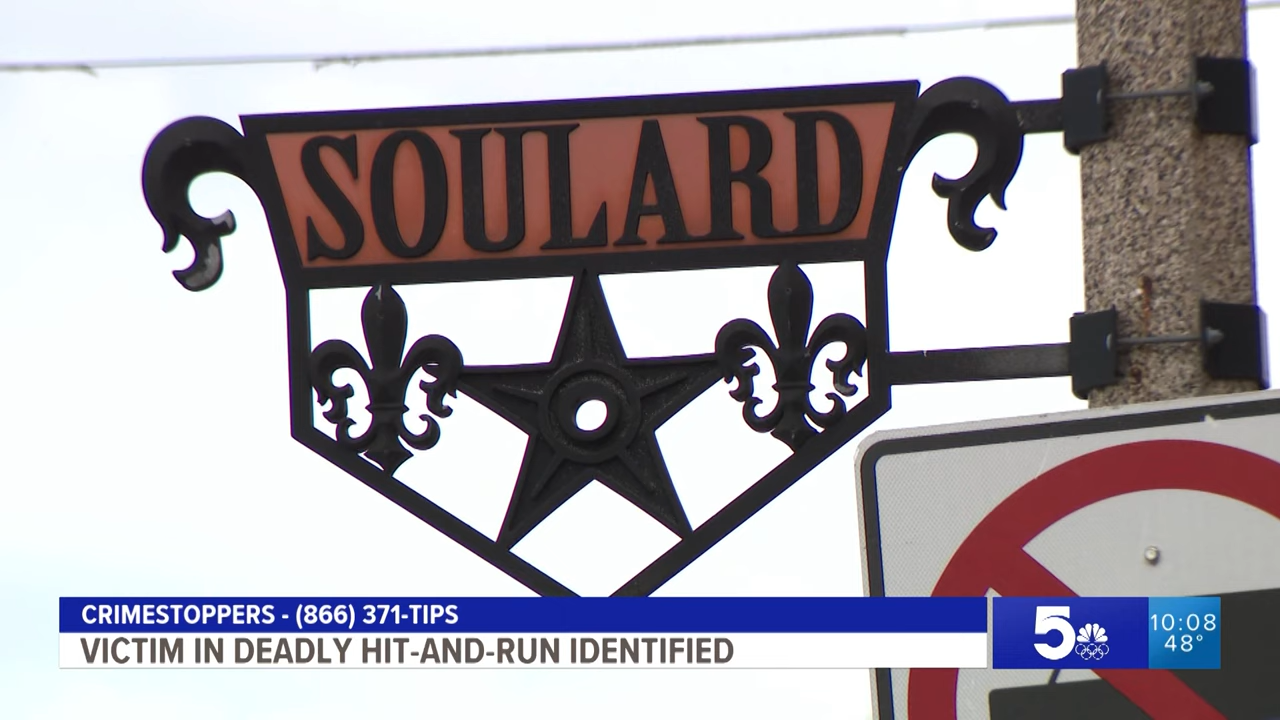 SOULARD
CRIMESTOPPERS - (866) 371-TIPS
VICTIM IN DEADLY HIT-AND-RUN IDENTIFIED
5
10:08
48°